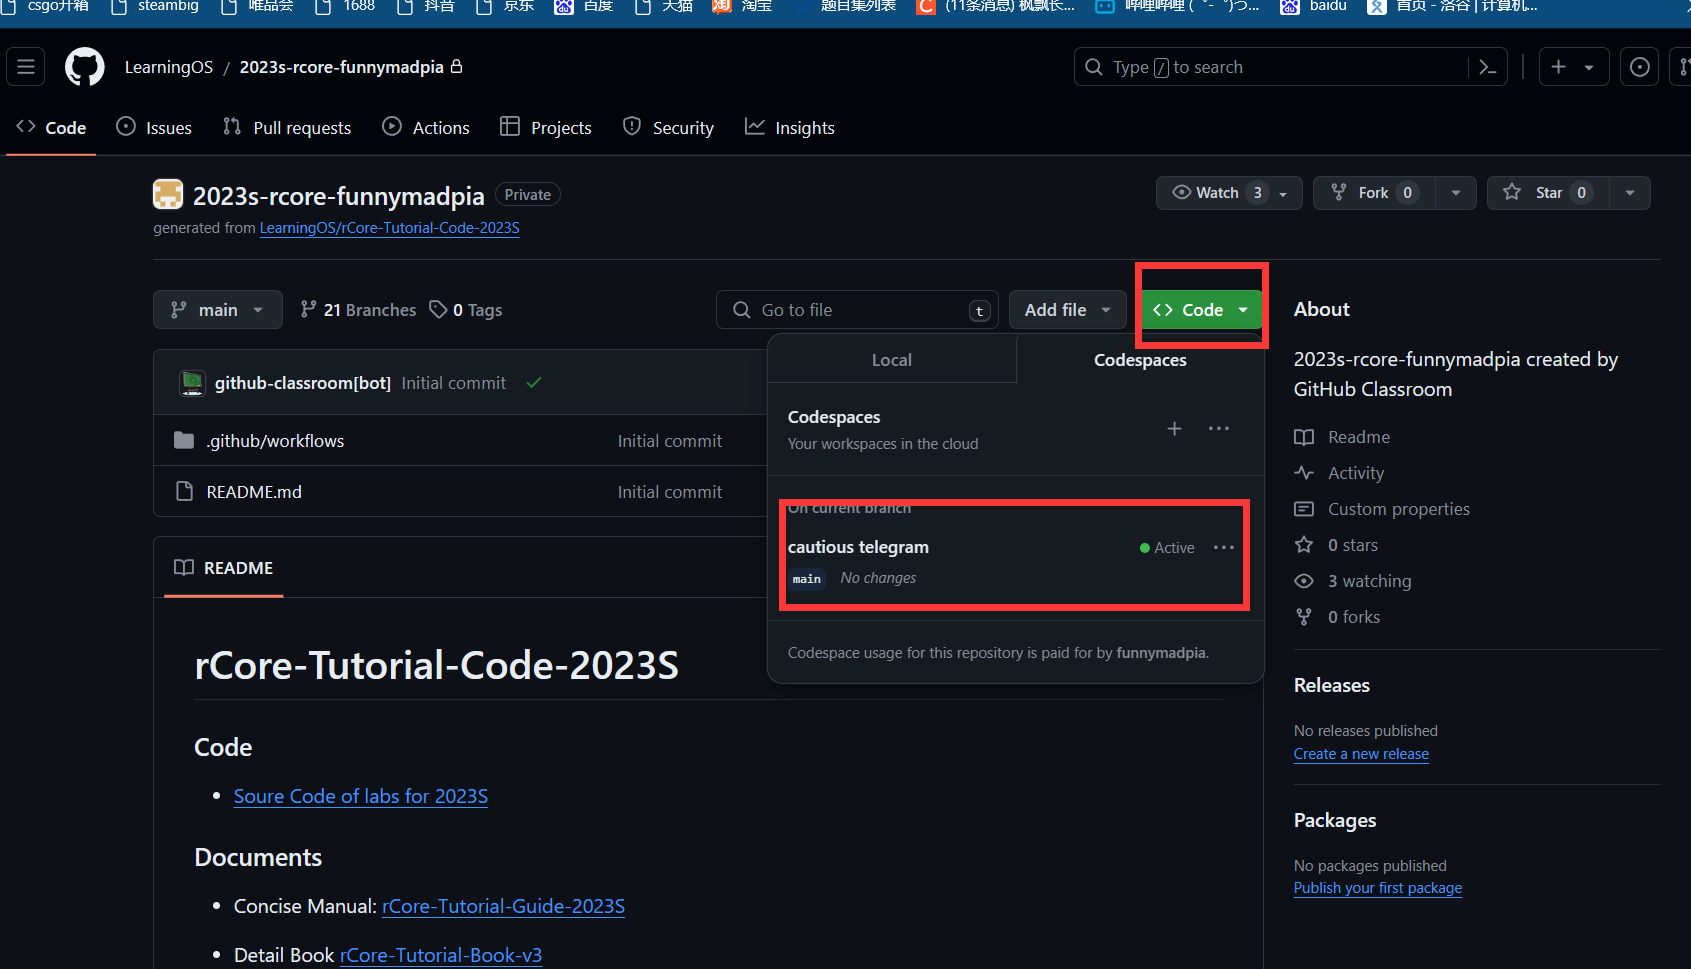 csgo开箱 steambig 唯品会 1688 抖音 京东 百度 天猫 淘宝 题目集列表 (11条消息) 枫飘长... 哔哩哔哩 (゜-゜)つ... baidu 首页 - 洛谷 | 计算机...
LearningOS / 2023s-rcore-funnymadpia Type / to search
Code Issues Pull requests Actions Projects Security Insights
2023s-rcore-funnymadpia Private Watch 3 Fork 0 Star 0
generated from LearningOS/rCore-Tutorial-Code-2023S
main 21 Branches 0 Tags Go to file t Add file Code
Local Codespaces
github-classroom[bot] Initial commit
Codespaces
Your workspaces in the cloud
.github/workflows Initial commit
README.md Initial commit
On current branch
cautious telegram Active
main No changes
Codespace usage for this repository is paid for by funnymadpia.
README
rCore-Tutorial-Code-2023S
Code
Soure Code of labs for 2023S
Documents
Concise Manual: rCore-Tutorial-Guide-2023S
Detail Book rCore-Tutorial-Book-v3
About
2023s-rcore-funnymadpia created by
GitHub Classroom
Readme
Activity
Custom properties
0 stars
3 watching
0 forks
Releases
No releases published
Create a new release
Packages
No packages published
Publish your first package